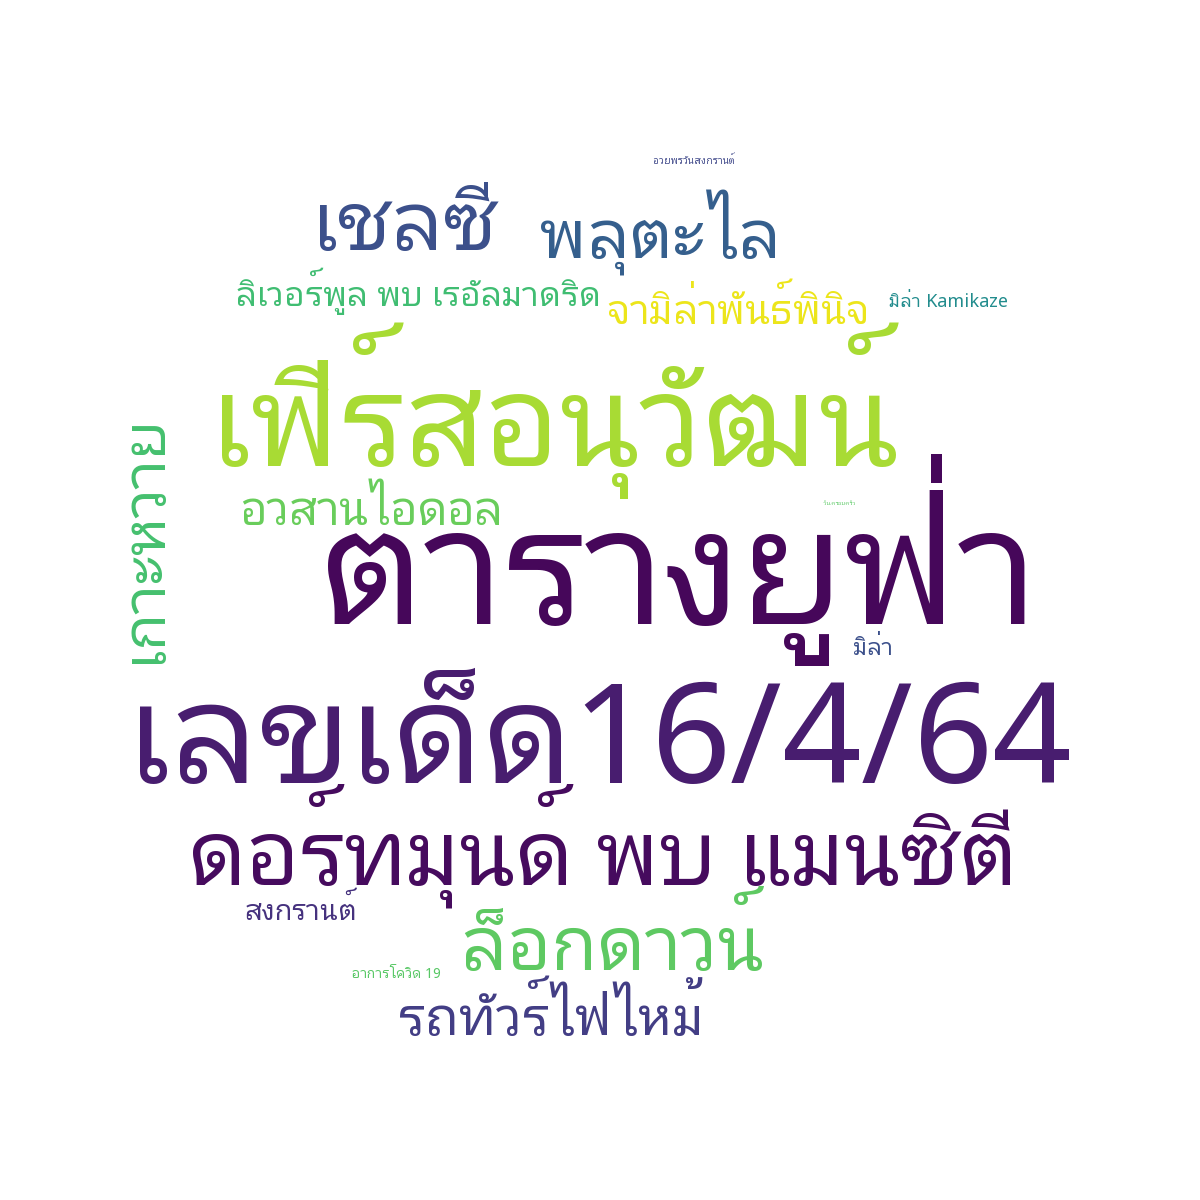 อวยพรวันสงกรานต์
เชลซี
พลุตะไล
ลิเวอร์พูล พบ เรอัลมาดริด
จามิล่าพันธ์พินิจ
มิล่า Kamikaze
เฟิร์สอนุวัฒน์
เกาะหวาย
อวสานไอดอล
ตารางยูฟ่า
มิล่า
เลขเด็ด16/4/64
ดอร์ทมุนด์ พบ แมนซิตี
สงกรานต์
ล็อกดาวน์
อาการโควิด 19
รถทัวร์ไฟไหม้